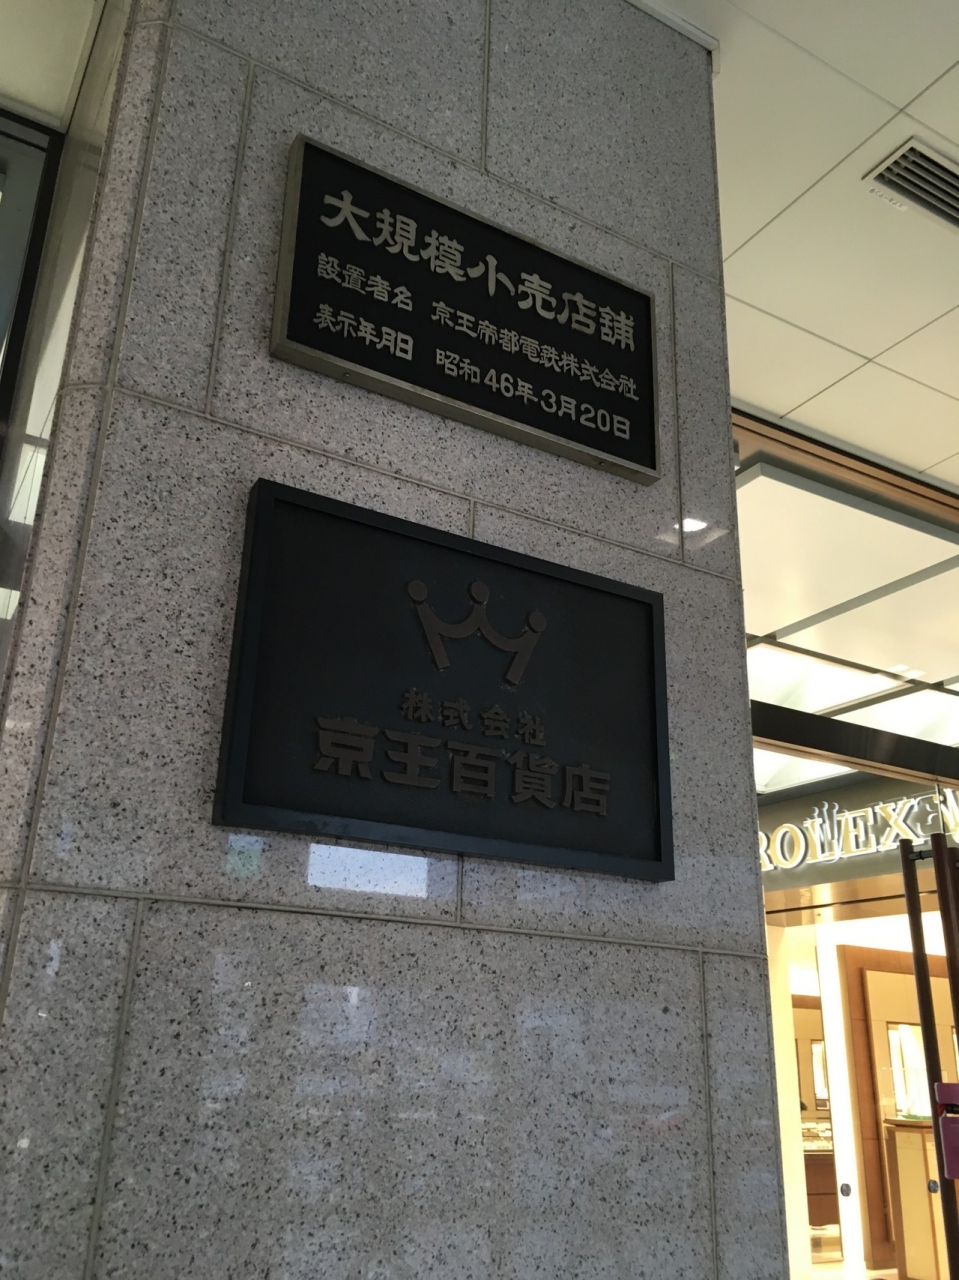 大規模小売店舗
設置者名 京王帝都電鉄株式会社
表示年月日 昭和46年3月20日
株式会社
京王百貨店
ROLEX